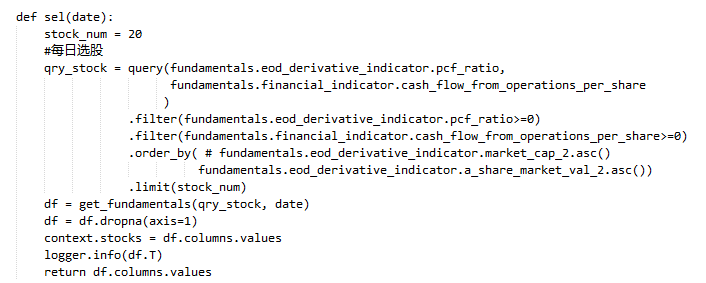 def sel(date):
    stock_num = 20
    #每日选股
    qry_stock = query(fundamentals.eod_derivative_indicator.pcf_ratio,
                      fundamentals.financial_indicator.cash_flow_from_operations_per_share
                     )
                .filter(fundamentals.eod_derivative_indicator.pcf_ratio>=0)
                .filter(fundamentals.financial_indicator.cash_flow_from_operations_per_share>=0)
                .order_by( # fundamentals.eod_derivative_indicator.market_cap_2.asc()
                          fundamentals.eod_derivative_indicator.a_share_market_val_2.asc())
                .limit(stock_num)
    df = get_fundamentals(qry_stock, date)
    df = df.dropna(axis=1)
    context.stocks = df.columns.values
    logger.info(df.T)
    return df.columns.values